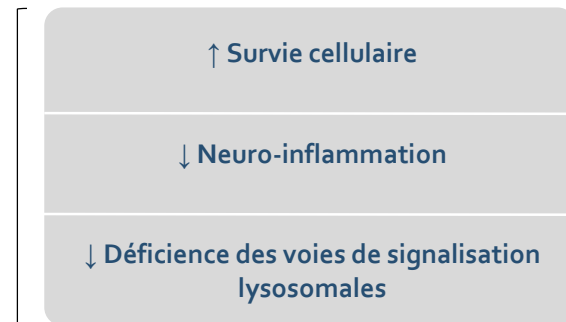 ↑ Survie cellulaire
↓ Neuro-inflammation
↓ Déficience des voies de signalisation
lysosomales